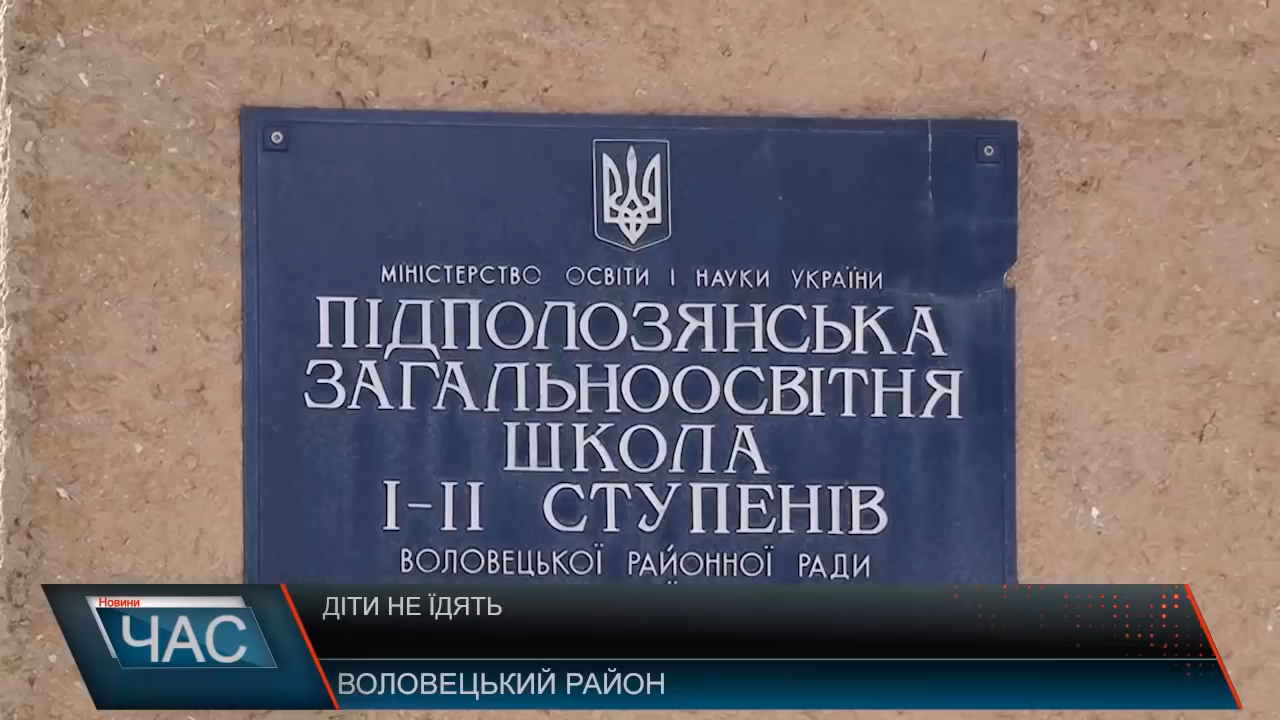 МІНІСТЕРСТВО ОСВІТИ І НАУКИ УКРАЇНИ
ПІДПОЛОЗЯНСЬКА
ЗАГАЛЬНООСВІТНЯ
ШКОЛА
І-ІІ СТУПЕНІВ
ВОЛОВЕЦЬКОЇ РАЙОННОЇ РАДИ
Новини
ЧАС
ДІТИ НЕ ЇДЯТЬ
ВОЛОВЕЦЬКИЙ РАЙОН